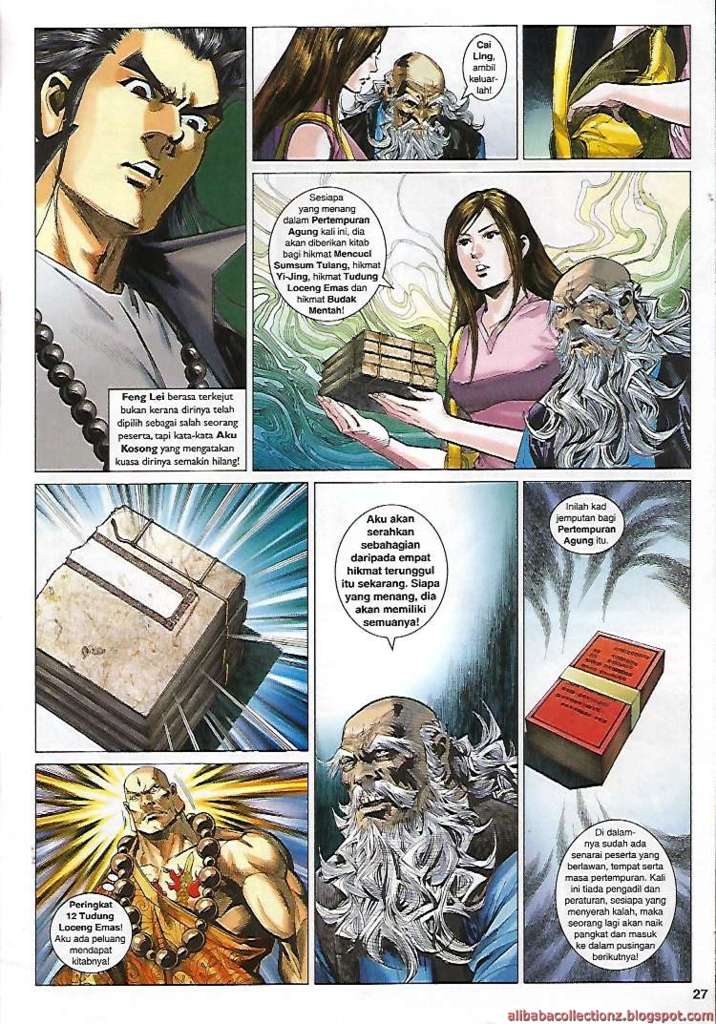 Feng Lei berasa terkejut
bukan kerana dirinya telah
dipilih sebagai salah seorang
peserta, tapi kata-kata Aku
Kosong yang mengatakan
kuasa dirinya semakin hilang!
Cai
Ling,
ambil
keluar-
lah!
Sesiapa
yang menang
dalam Pertempuran
Agung kali ini, dia
akan diberikan kitab
bagi hikmat Mencuci
Sumsum Tulang, hikmat
Yi-Jing, hikmat Tudung
Loceng Emas dan
hikmat Budak
Mentah!
Aku akan
serahkan
sebahagian
daripada empat
hikmat terunggul
itu sekarang. Siapa
yang menang, dia
akan memiliki
semuanya!
Inilah kad
jemputan bagi
Pertempuran
Agung itu.
Di dalam-
nya sudah ada
senarai peserta yang
berlawan, tempat serta
masa pertempuran. Kali
ini tiada pengadil dan
peraturan, sesiapa yang
menyerah kalah, maka
seorang lagi akan naik
pangkat dan masuk
ke dalam pusingan
berikutnya!
Peringkat
12 Tudung
Loceng Emas!
Aku ada peluang
mendapat
kitabnya!
27
alibabacollectionz.blogspot.com